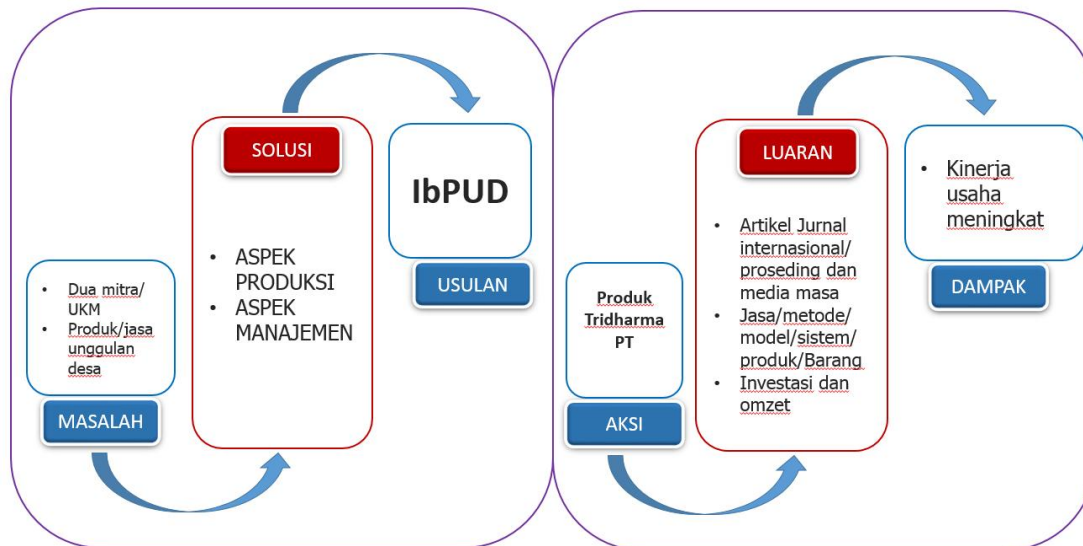 Dua mitra/
UKM
Produk/jasa
unggulan
desa
MASALAH
SOLUSI
ASPEK
PRODUKSI
ASPEK
MANAJEMEN
IbPUD
USULAN
Produk
Tridharma
PT
AKSI
LUARAN
Artikel Jurnal
internasional/
proseding dan
media masa
Jasa/metode/
model/sistem/
produk/Barang
Investasi dan
omzet
Kinerja
usaha
meningkat
DAMPAK